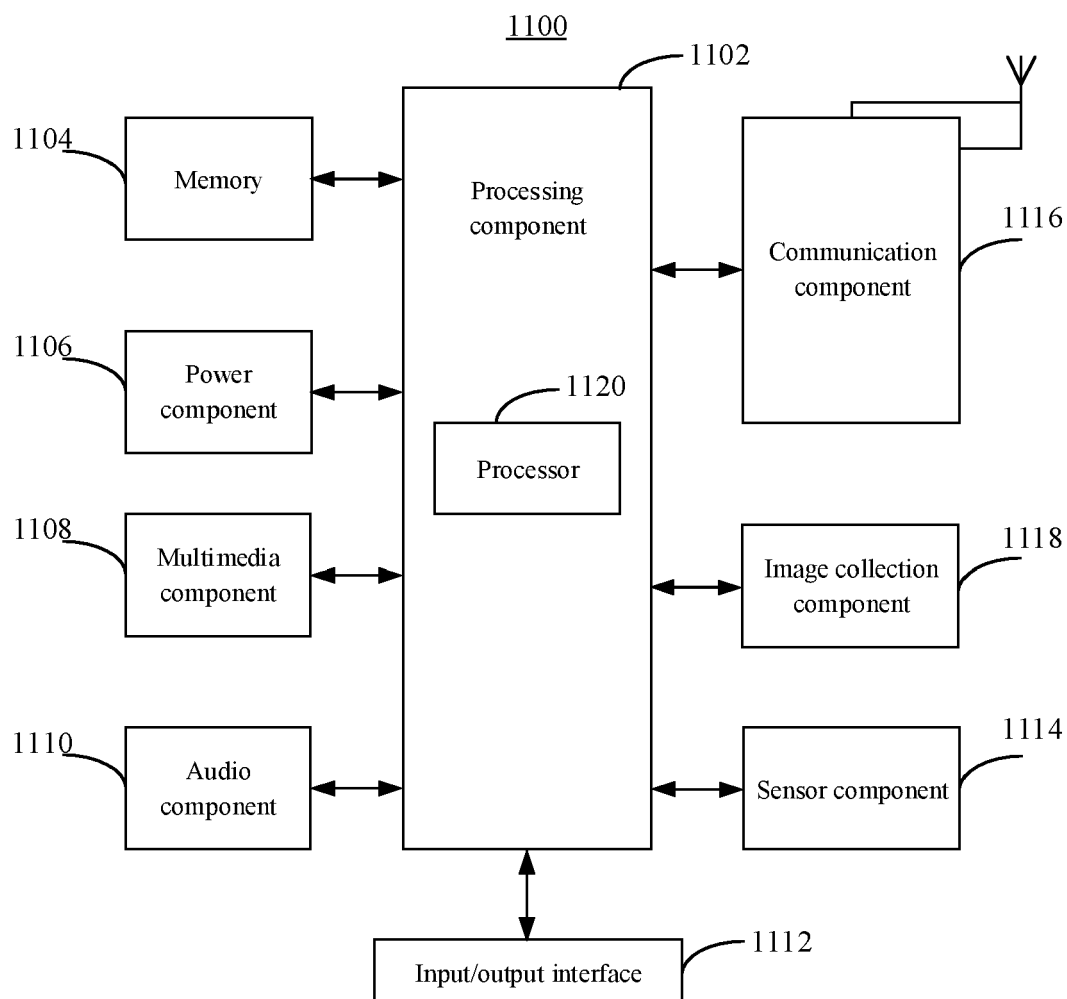 1100
1102
1104
Memory
Processing
component
Communication
component
1116
1106
Power
component
1120
Processor
1108
Multimedia
component
Image collection
component
1118
1110
Audio
component
Sensor component
1114
Input/output interface
1112